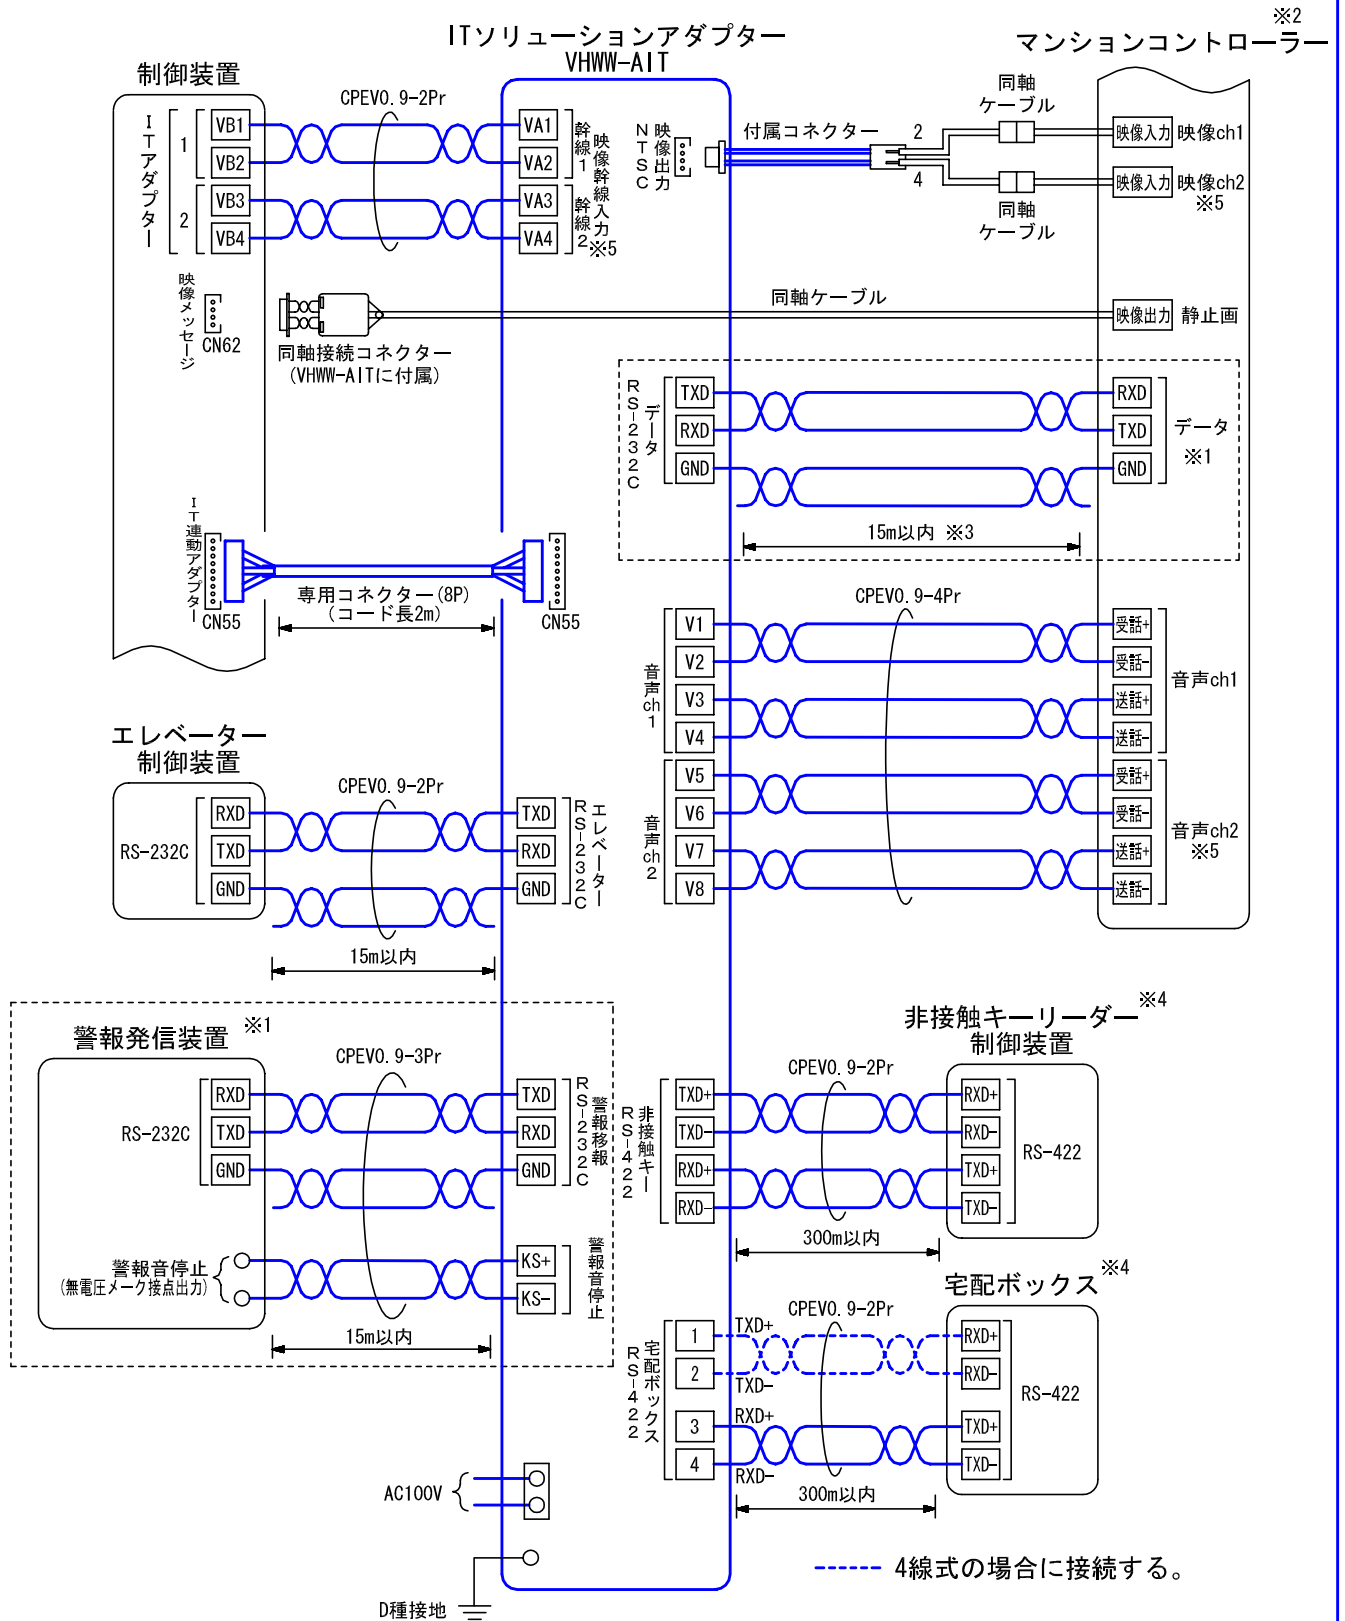 ※2
ITソリューションアダプター
VHWW-AIT
マンションコントローラー
制御装置
ITアダプター
1
VB1
VB2
2
VB3
VB4
CPEV0.9-2Pr
VA1
VA2
VA3
VA4
幹線1
幹線2
映像幹線入力
※5
映像出力
NTSC
付属コネクター
2
4
同軸
ケーブル
同軸
ケーブル
映像入力 映像ch1
映像入力 映像ch2
※5
映像メッセージ
CN62
同軸接続コネクター
(VHWW-AITに付属)
同軸ケーブル
映像出力 静止画
データ
RS-232C
TXD
RXD
GND
RXD
TXD
GND
データ
※1
15m以内 ※3
IT連動アダプター
CN55
専用コネクター(8P)
(コード長2m)
CN55
CPEV0.9-4Pr
音声ch1
V1
V2
V3
V4
受話+
受話-
送話+
送話-
音声ch1
音声ch2
V5
V6
V7
V8
受話+
受話-
送話+
送話-
音声ch2
※5
エレベーター
制御装置
RS-232C
RXD
TXD
GND
CPEV0.9-2Pr
TXD
RXD
GND
エレベーター
RS-232C
15m以内
警報発信装置 ※1
RS-232C
RXD
TXD
GND
CPEV0.9-3Pr
TXD
RXD
GND
警報移報
RS-232C
警報音停止
(無電圧メーク接点出力)
KS+
KS-
警報音停止
15m以内
非接触キーリーダー ※4
制御装置
非接触キー
RS-422
TXD+
TXD-
RXD+
RXD-
CPEV0.9-2Pr
RXD+
RXD-
TXD+
TXD-
RS-422
300m以内
宅配ボックス ※4
宅配ボックス
RS-422
1
2
3
4
TXD+
TXD-
RXD+
RXD-
CPEV0.9-2Pr
RXD+
RXD-
TXD+
TXD-
RS-422
300m以内
AC100V
D種接地
4線式の場合に接続する。